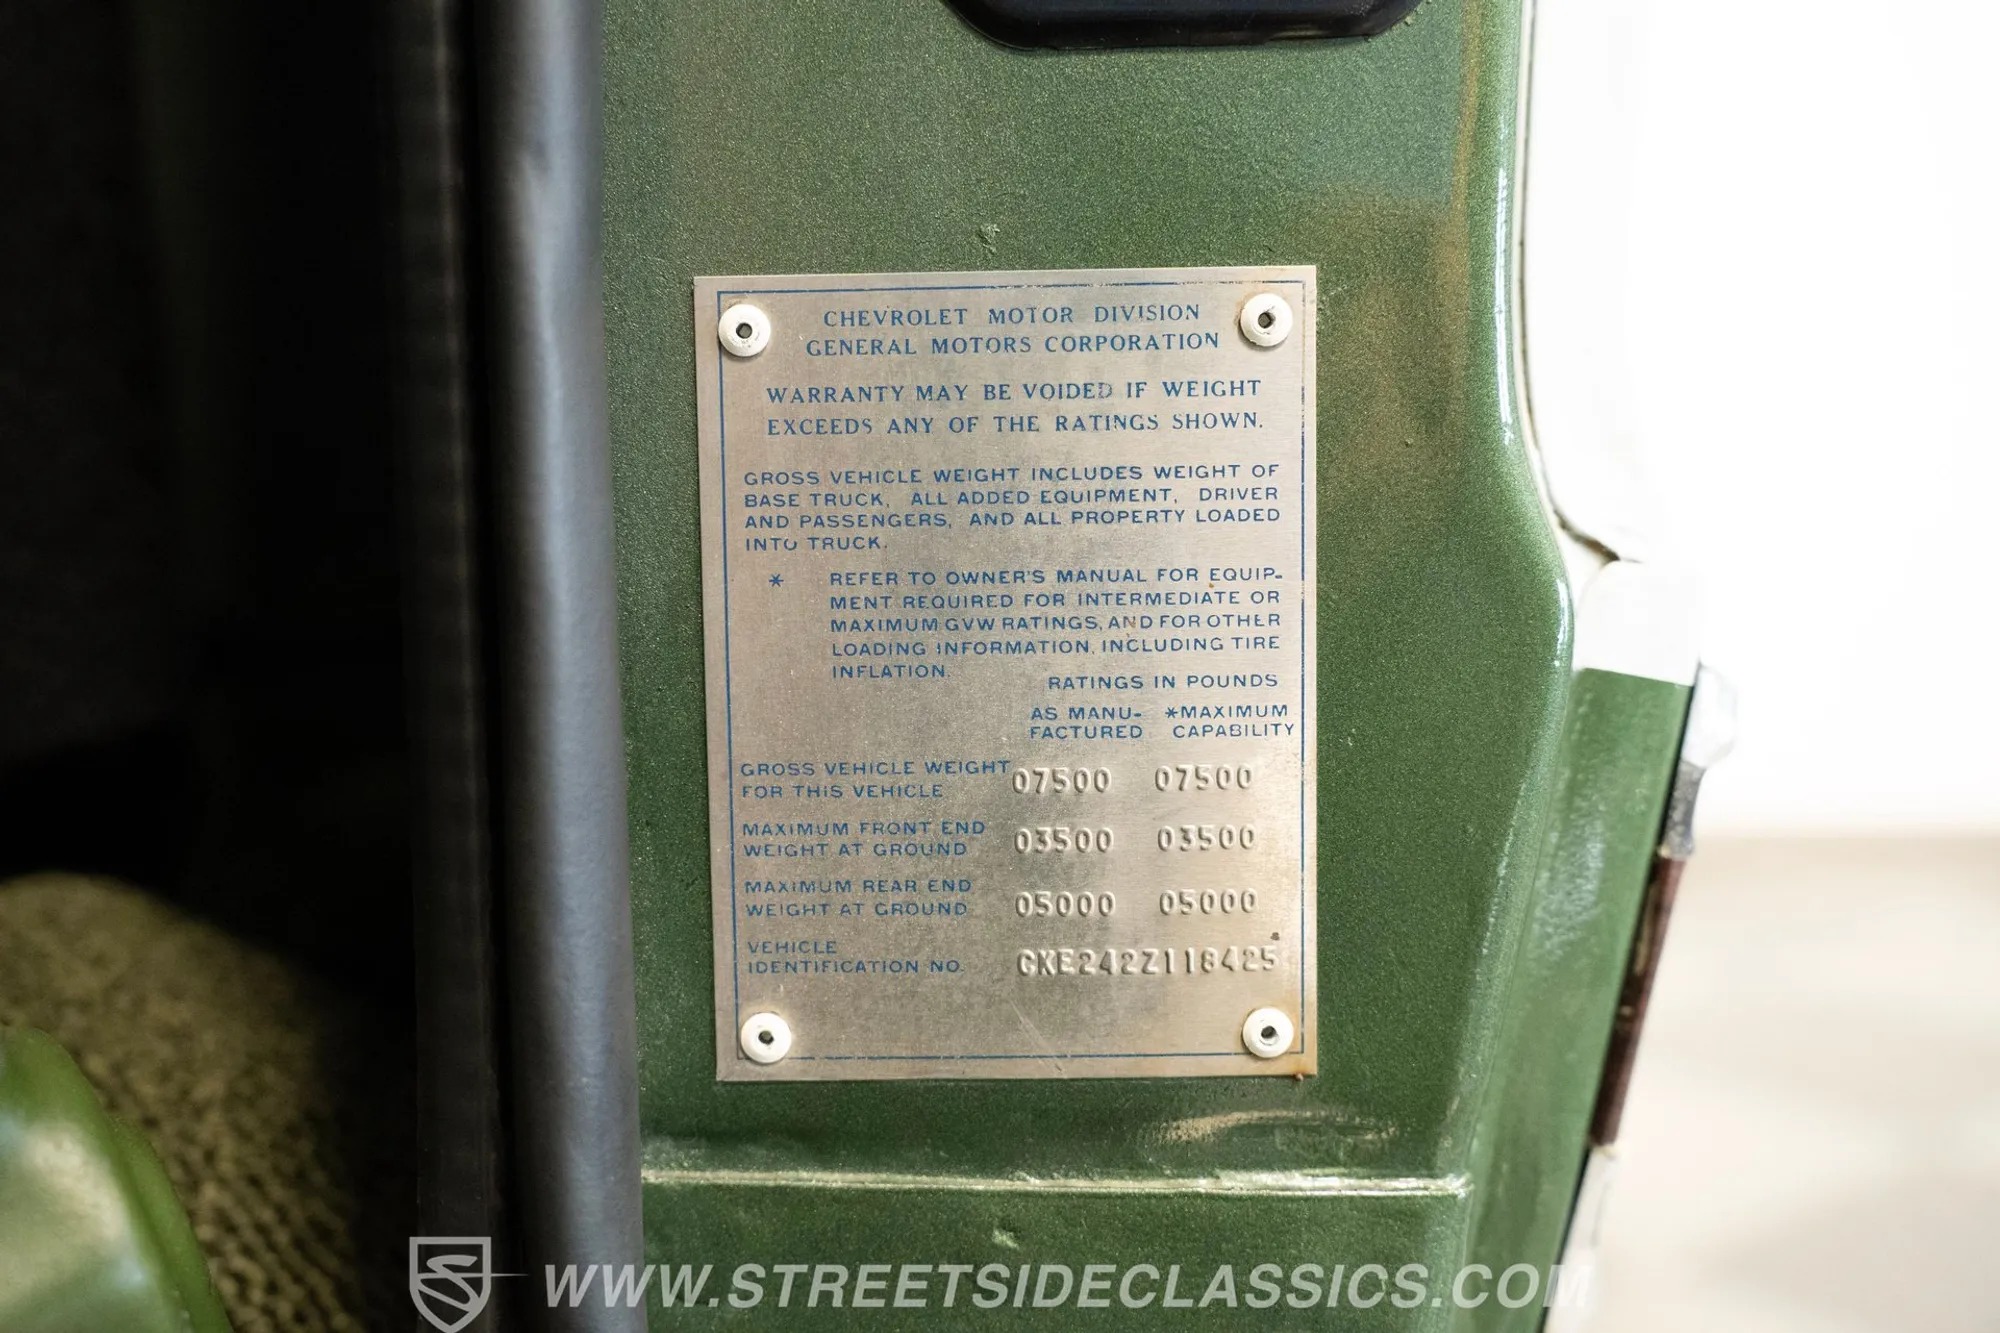 CHEVROLET MOTOR DIVISION
GENERAL MOTORS CORPORATION
WARRANTY MAY BE VOIDED IF WEIGHT
EXCEEDS ANY OF THE RATINGS SHOWN.
GROSS VEHICLE WEIGHT INCLUDES WEIGHT OF
BASE TRUCK, ALL ADDED EQUIPMENT, DRIVER
AND PASSENGERS, AND ALL PROPERTY LOADED
INTO TRUCK.
* REFER TO OWNER'S MANUAL FOR EQUIP-
MENT REQUIRED FOR INTERMEDIATE OR
MAXIMUM GVW RATINGS, AND FOR OTHER
LOADING INFORMATION, INCLUDING TIRE
INFLATION.
RATINGS IN POUNDS
AS MANU- *MAXIMUM
FACTURED CAPABILITY
GROSS VEHICLE WEIGHT
FOR THIS VEHICLE 07500 07500
MAXIMUM FRONT END
WEIGHT AT GROUND 03500 03500
MAXIMUM REAR END
WEIGHT AT GROUND 05000 05000
VEHICLE
IDENTIFICATION NO. CKE242Z118425
WWW.STREETSIDECLASSICS.COM